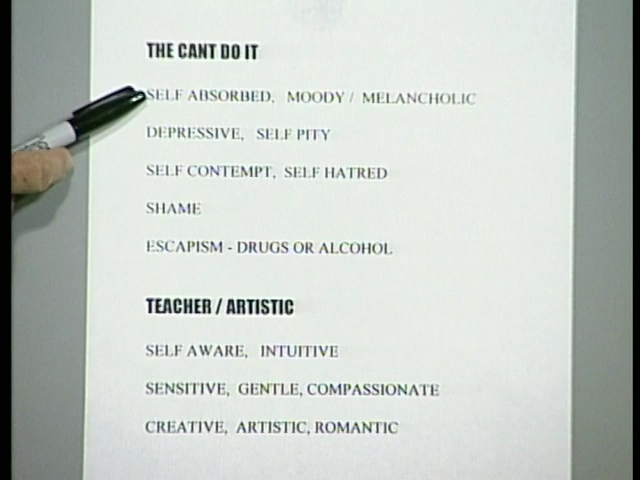 THE CANT DO IT
SELF ABSORBED, MOODY / MELANCHOLIC
DEPRESSIVE, SELF PITY
SELF CONTEMPT, SELF HATRED
SHAME
ESCAPISM - DRUGS OR ALCOHOL
TEACHER / ARTISTIC
SELF AWARE, INTUITIVE
SENSITIVE, GENTLE, COMPASSIONATE
CREATIVE, ARTISTIC, ROMANTIC